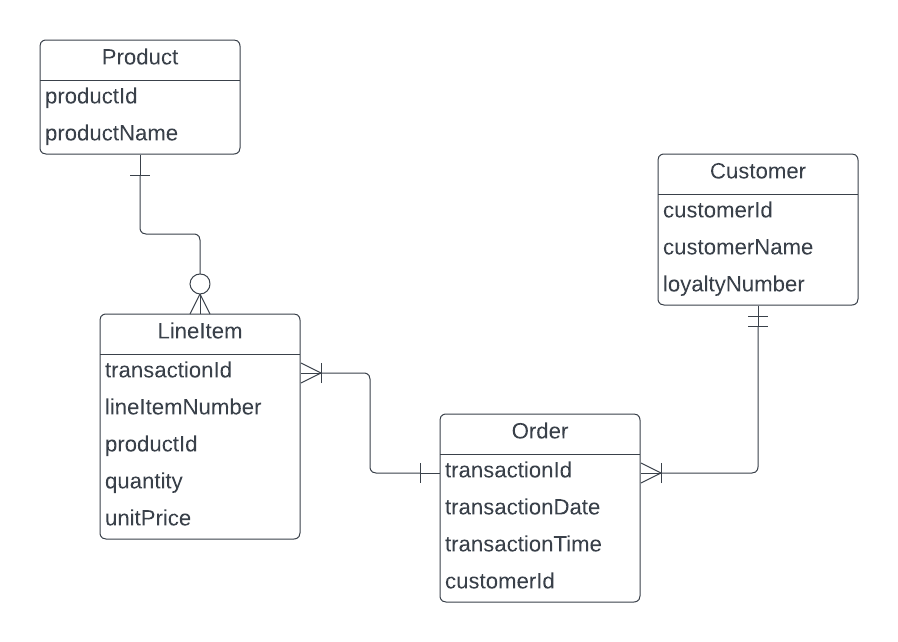 Product
productId
productName
Customer
customerId
customerName
loyaltyNumber
LineItem
transactionId
lineItemNumber
productId
quantity
unitPrice
Order
transactionId
transactionDate
transactionTime
customerId